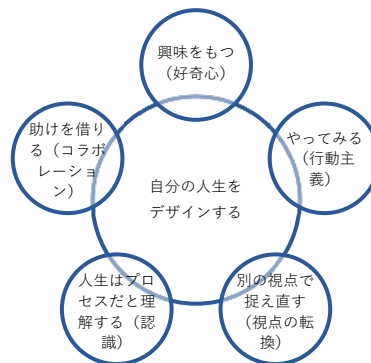 興味をもつ
（好奇心）
やってみる
（行動主
義）
別の視点で
捉え直す
（視点の転
換）
人生はプロ
セスだと理
解する（認
識）
助けを借り
る（コラボ
レーショ
ン）
自分の人生を
デザインする